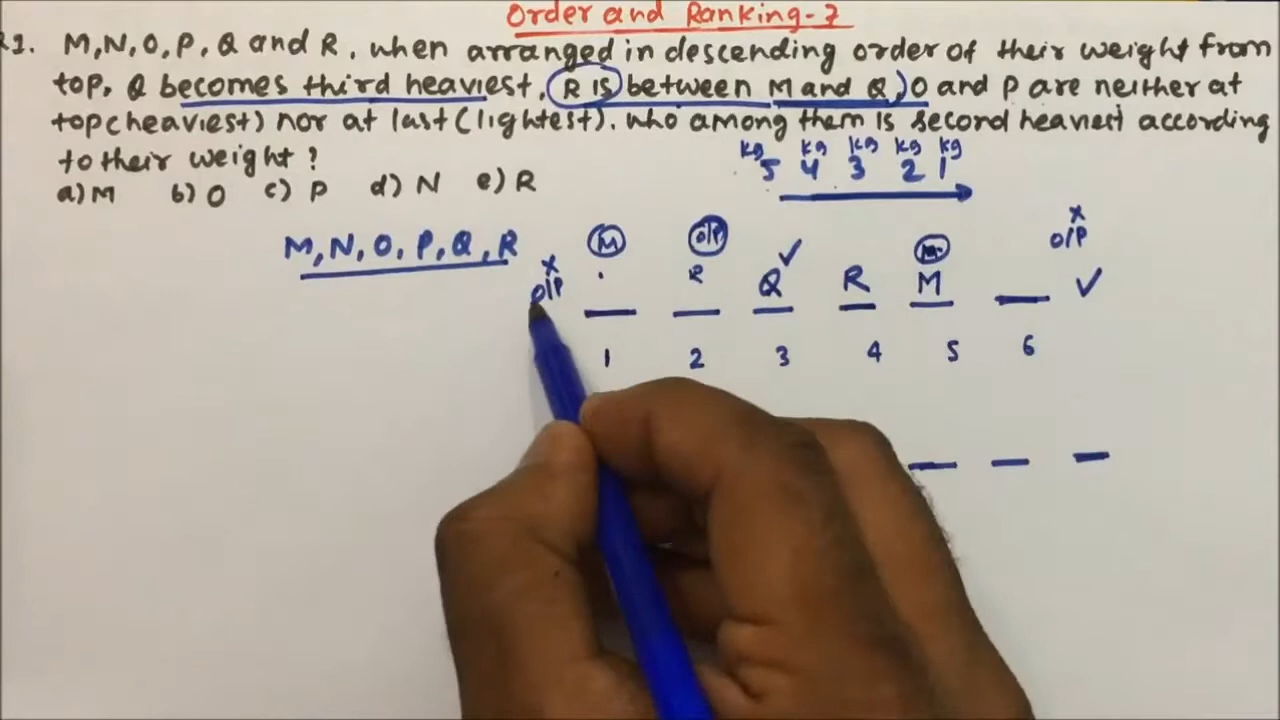 Order and Ranking-7
Q1. M,N,O,P,Q and R, when arranged in descending order of their weight from
top, Q becomes third heaviest, R is between M and Q, O and P are neither at
top(heaviest) nor at last(lightest). who among them is second heaviest according
to their weight?
kg kg kg kg kg
5 4 3 2 1
a) M b) O c) P d) N e) R
M,N,O,P,Q,R
x O/P
M O/P ✓ M x O/P
R Q R M ✓
1 2 3 4 5 6